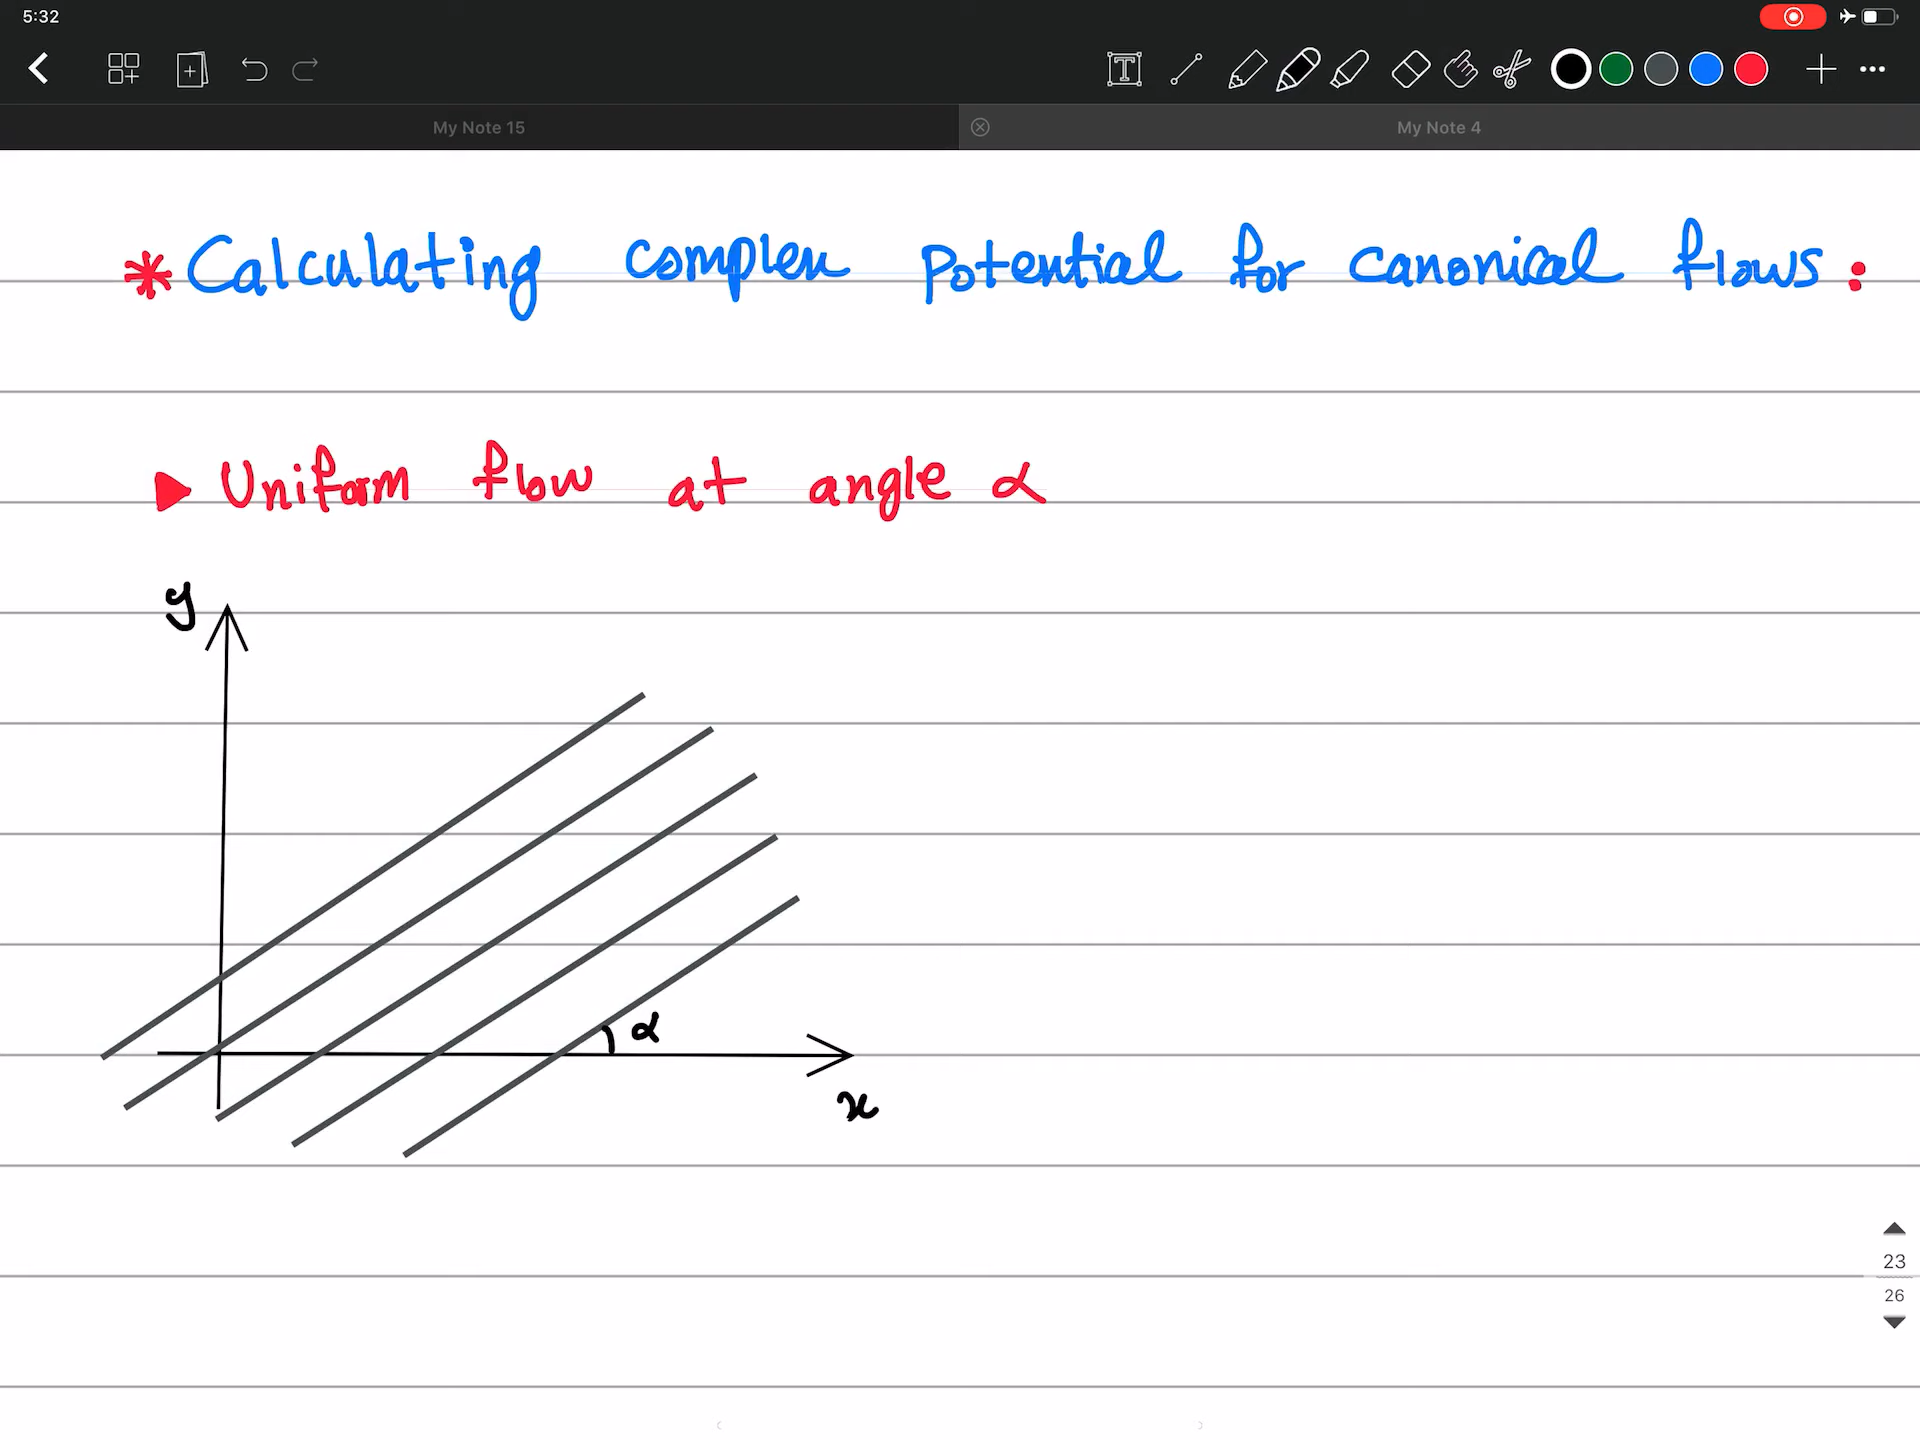 5:32
T
My Note 15
My Note 4
* Calculating complex potential for canonical flows :
▶ Uniform flow at angle α
y
α
x
23
26